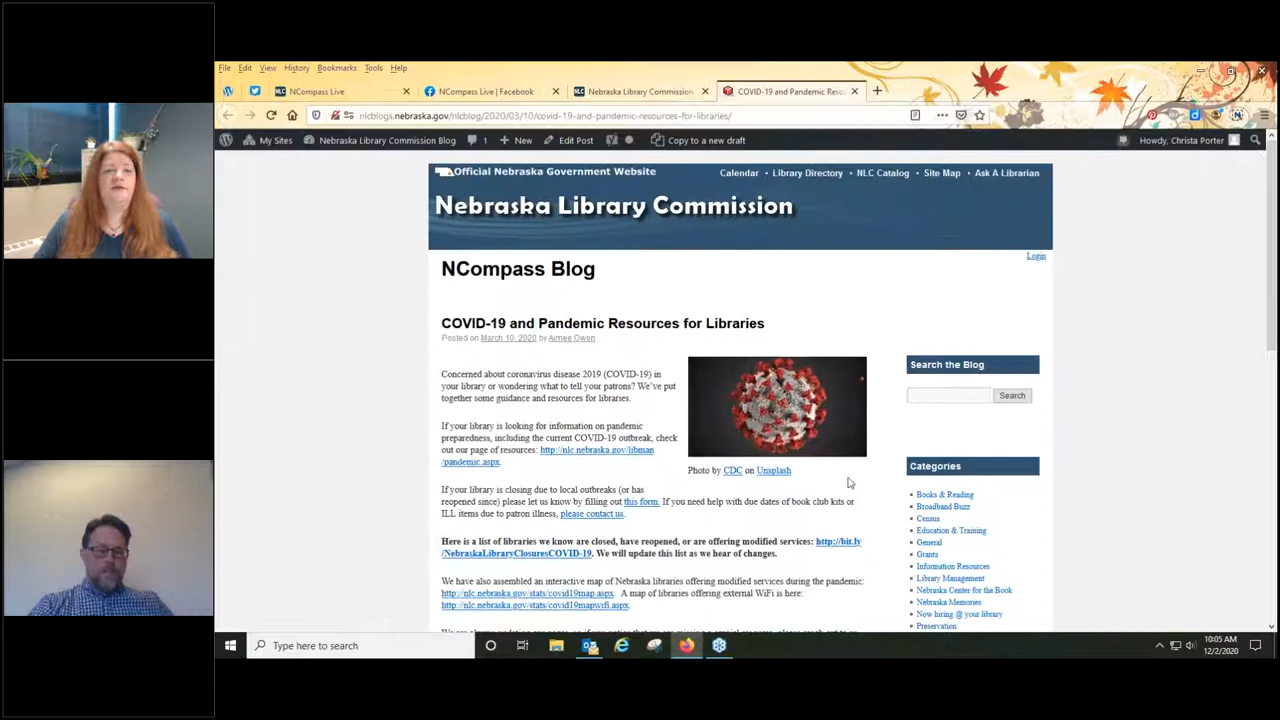 File Edit View History Bookmarks Tools Help
NCompass Live
NCompass Live | Facebook
Nebraska Library Commission
COVID-19 and Pandemic Reso
nlcblogs.nebraska.gov/nlcblog/2020/03/10/covid-19-and-pandemic-resources-for-libraries/
My Sites Nebraska Library Commission Blog 1 New Edit Post Copy to a new draft Howdy, Christa Porter
Official Nebraska Government Website
Calendar • Library Directory • NLC Catalog • Site Map • Ask A Librarian
Nebraska Library Commission
Login
NCompass Blog
COVID-19 and Pandemic Resources for Libraries
Posted on March 10, 2020 by Aimee Owen
Concerned about coronavirus disease 2019 (COVID-19) in
your library or wondering what to tell your patrons? We've put
together some guidance and resources for libraries.
If your library is looking for information on pandemic
preparedness, including the current COVID-19 outbreak, check
out our page of resources: http://nlc.nebraska.gov/libman
/pandemic.aspx.
Photo by CDC on Unsplash
If your library is closing due to local outbreaks (or has
reopened since) please let us know by filling out this form. If you need help with due dates of book club kits or
ILL items due to patron illness, please contact us.
Here is a list of libraries we know are closed, have reopened, or are offering modified services: http://bit.ly
/NebraskaLibraryClosuresCOVID-19. We will update this list as we hear of changes.
We have also assembled an interactive map of Nebraska libraries offering modified services during the pandemic:
http://nlc.nebraska.gov/stats/covid19map.aspx. A map of libraries offering external WiFi is here:
http://nlc.nebraska.gov/stats/covid19mapwifi.aspx.
Search the Blog
Search
Categories
Books & Reading
Broadband Buzz
Census
Education & Training
General
Grants
Information Resources
Library Management
Nebraska Center for the Book
Nebraska Memories
Now hiring @ your library
Preservation
Type here to search
10:05 AM
12/2/2020